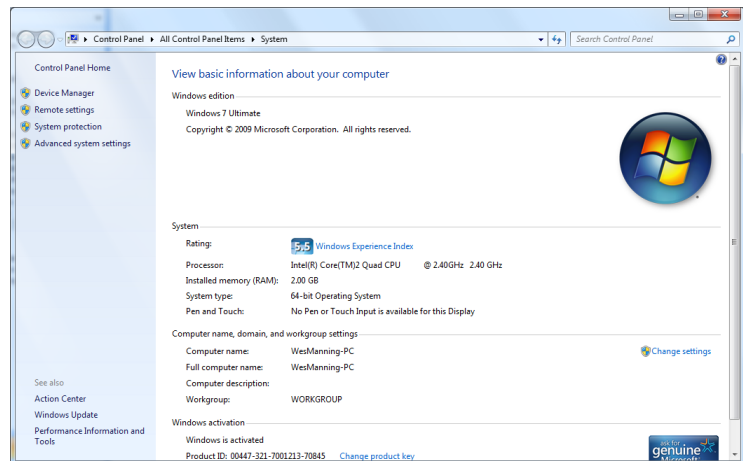 Control Panel ▸ All Control Panel Items ▸ System
Search Control Panel
Control Panel Home
Device Manager
Remote settings
System protection
Advanced system settings
See also
Action Center
Windows Update
Performance Information and
Tools
View basic information about your computer
Windows edition
Windows 7 Ultimate
Copyright © 2009 Microsoft Corporation. All rights reserved.
System
Rating:
5,5 Windows Experience Index
Processor: Intel(R) Core(TM)2 Quad CPU @ 2.40GHz 2.40 GHz
Installed memory (RAM): 2.00 GB
System type: 64-bit Operating System
Pen and Touch: No Pen or Touch Input is available for this Display
Computer name, domain, and workgroup settings
Computer name: WesManning-PC
Change settings
Full computer name: WesManning-PC
Computer description:
Workgroup: WORKGROUP
Windows activation
Windows is activated
Product ID: 00447-321-7001213-70845 Change product key
ask for
genuine
Microsoft